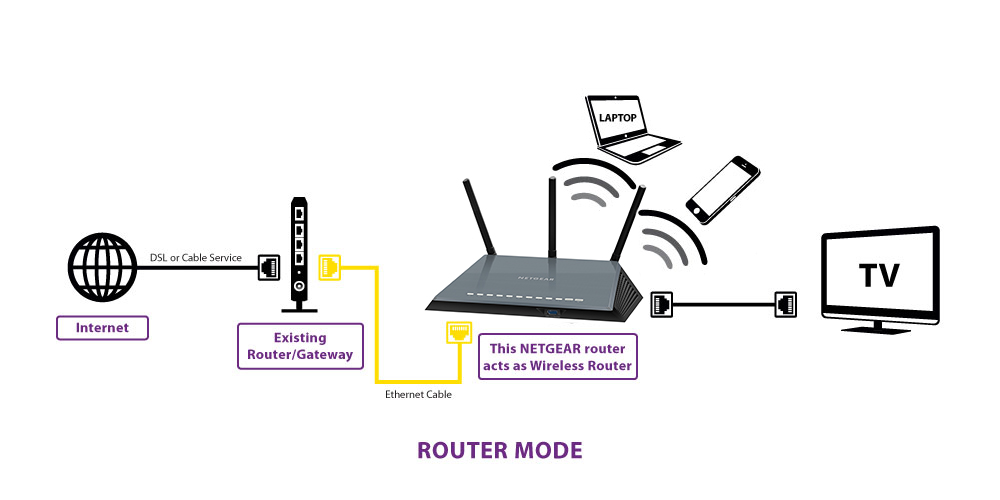 LAPTOP
NETGEAR
DSL or Cable Service
TV
Internet
Existing
Router/Gateway
This NETGEAR router
acts as Wireless Router
Ethernet Cable
ROUTER MODE